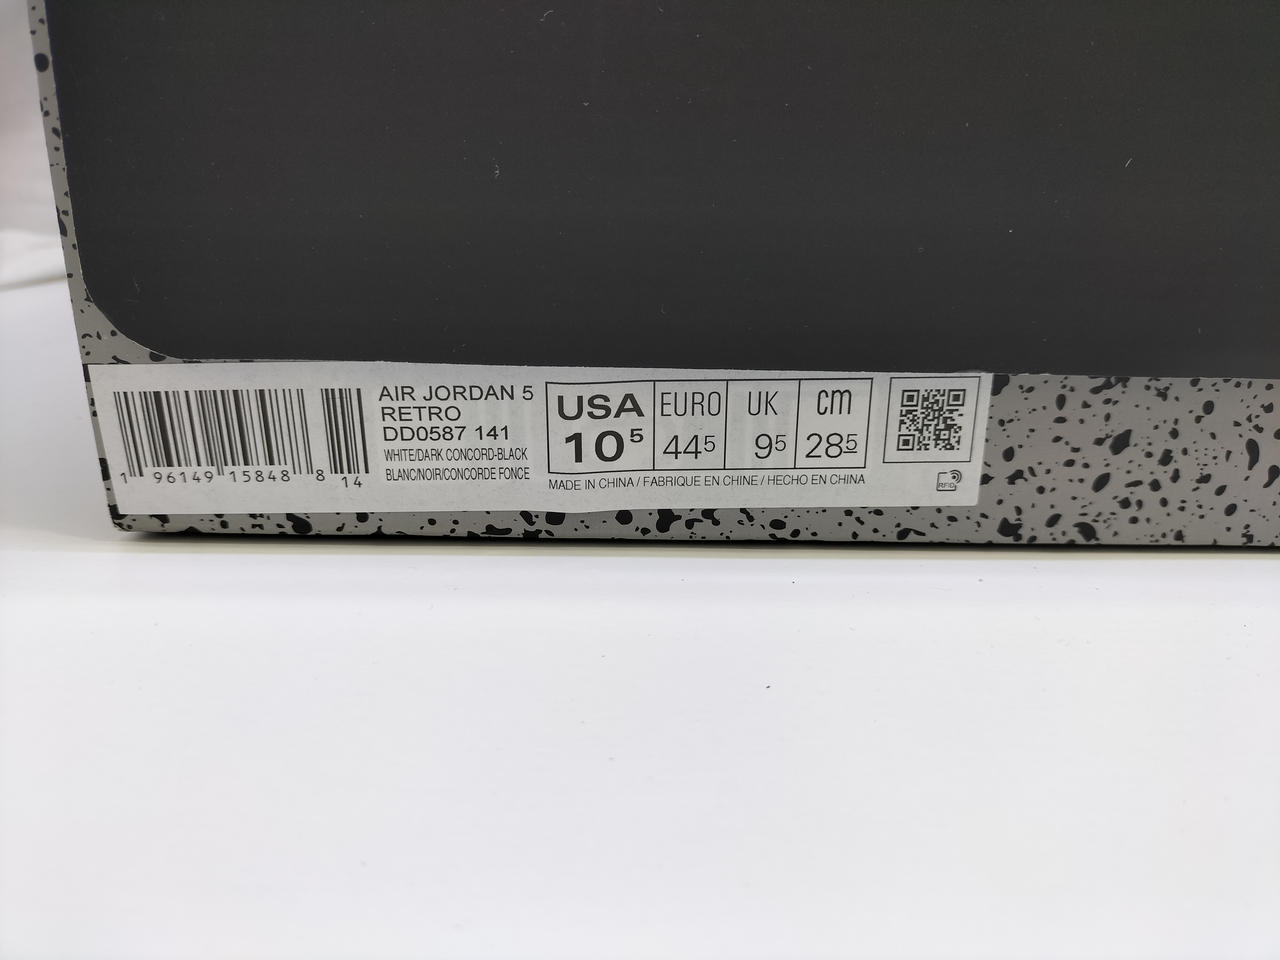 AIR JORDAN 5
RETRO
DD0587 141
WHITE/DARK CONCORD-BLACK
BLANC/NOIR/CONCORDE FONCE
1 96149 15848 8 14
USA EURO UK cm
10 5 44 5 9 5 28 5
MADE IN CHINA / FABRIQUE EN CHINE / HECHO EN CHINA
RFID